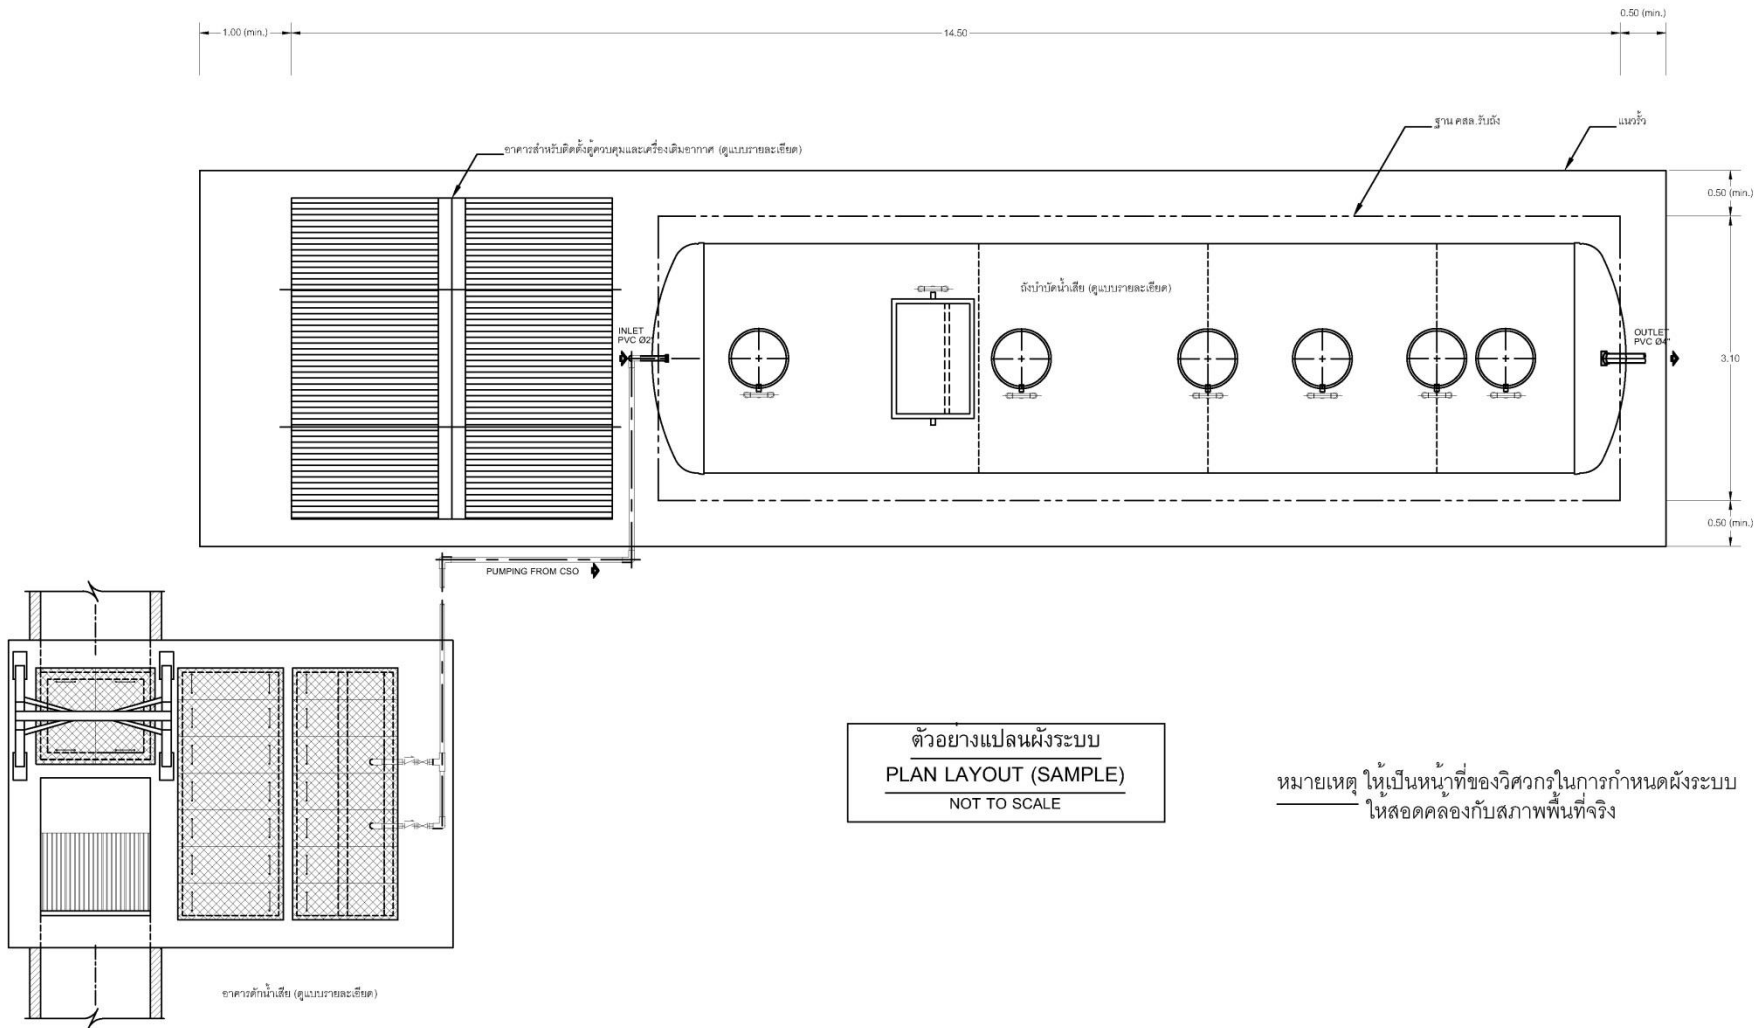 0.50 (min.)
1.00 (min.)
14.50
ฐาน คสล.รับถัง
แนวรั้ว
อาคารสำหรับติดตั้งตู้ควบคุมและเครื่องเติมอากาศ (ดูแบบรายละเอียด)
0.50 (min.)
ถังบำบัดน้ำเสีย (ดูแบบรายละเอียด)
INLET
PVC Ø2"
OUTLET
PVC Ø4"
3.10
0.50 (min.)
PUMPING FROM CSO
ตัวอย่างแปลนผังระบบ
PLAN LAYOUT (SAMPLE)
NOT TO SCALE
หมายเหตุ ให้เป็นหน้าที่ของวิศวกรในการกำหนดผังระบบ
ให้สอดคล้องกับสภาพพื้นที่จริง
อาคารดักน้ำเสีย (ดูแบบรายละเอียด)